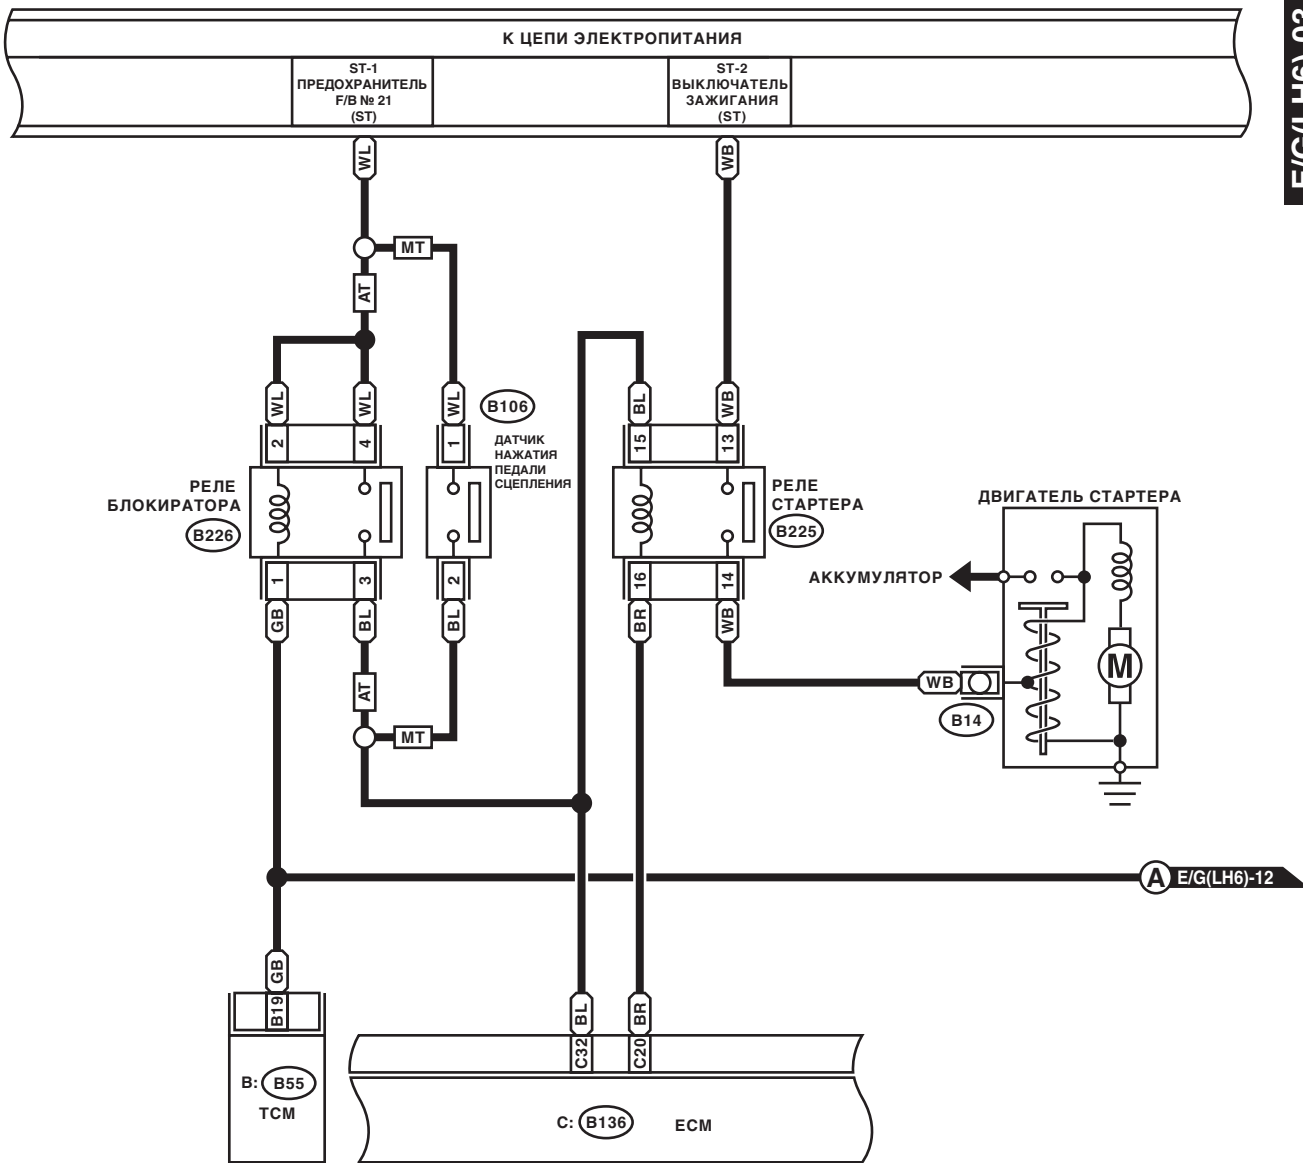 К ЦЕПИ ЭЛЕКТРОПИТАНИЯ
ST-1
ПРЕДОХРАНИТЕЛЬ
F/B № 21
(ST)
ST-2
ВЫКЛЮЧАТЕЛЬ
ЗАЖИГАНИЯ
(ST)
WL
WB
MT
AT
WL
WL
WL
B106
BL
WB
2
4
1
15
13
ДАТЧИК
НАЖАТИЯ
ПЕДАЛИ
СЦЕПЛЕНИЯ
РЕЛЕ
БЛОКИРАТОРА
B226
РЕЛЕ
СТАРТЕРА
B225
ДВИГАТЕЛЬ СТАРТЕРА
АККУМУЛЯТОР
M
1
3
2
16
14
GB
BL
BL
BR
WB
AT
MT
WB
B14
A
E/G(LH6)-12
GB
B19
BL
BR
C32
C20
B: B55
TCM
C: B136
ECM